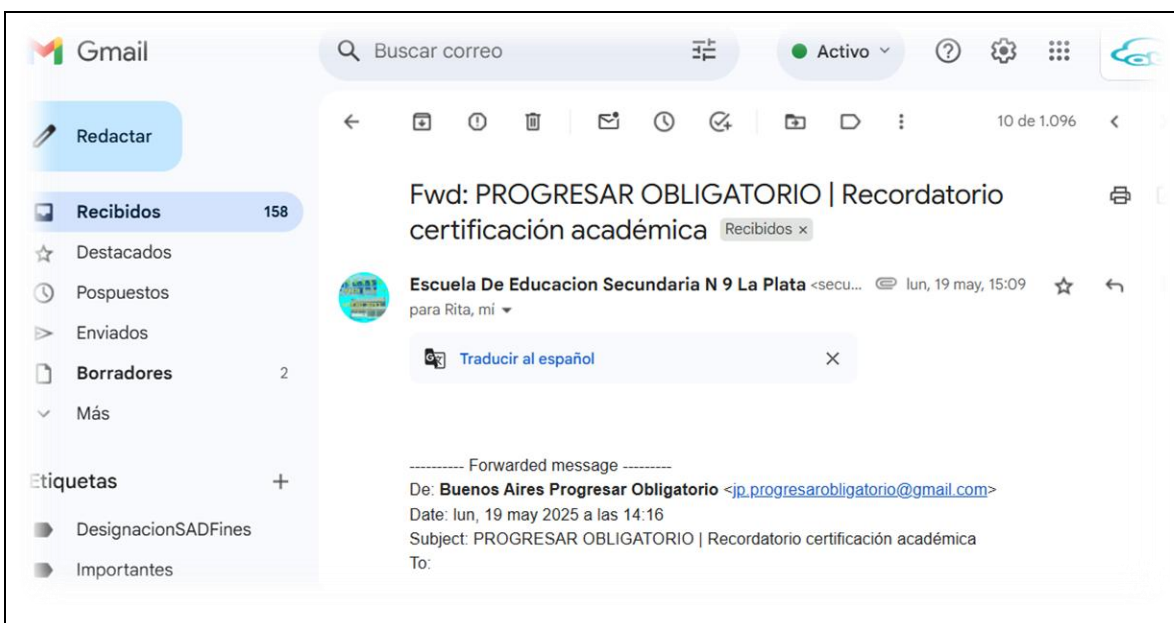 Gmail
Buscar correo
Activo
Redactar
10 de 1.096
Recibidos 158
Destacados
Pospuestos
Enviados
Borradores 2
Más
Etiquetas +
DesignacionSADFines
Importantes
Fwd: PROGRESAR OBLIGATORIO | Recordatorio
certificación académica Recibidos x
Escuela De Educacion Secundaria N 9 La Plata <secu... lun, 19 may, 15:09
para Rita, mí
Traducir al español
---------- Forwarded message ---------
De: Buenos Aires Progresar Obligatorio <jp.progresarobligatorio@gmail.com>
Date: lun, 19 may 2025 a las 14:16
Subject: PROGRESAR OBLIGATORIO | Recordatorio certificación académica
To: